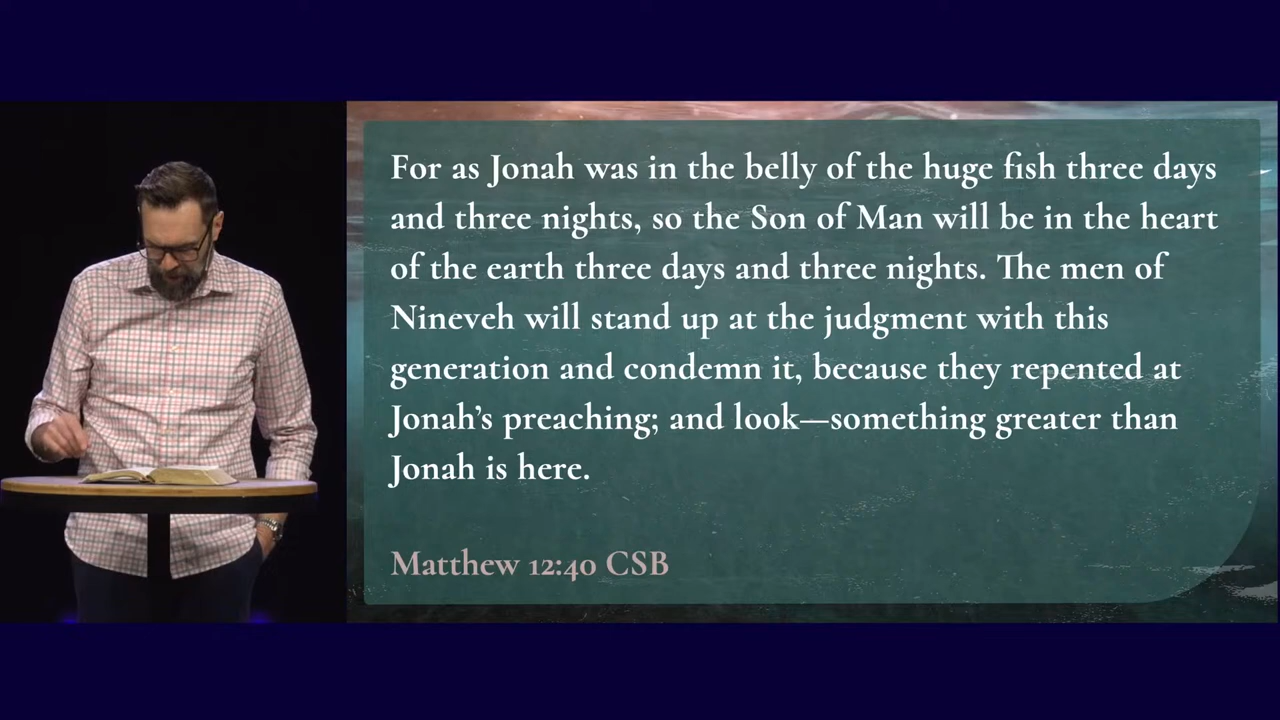 For as Jonah was in the belly of the huge fish three days
and three nights, so the Son of Man will be in the heart
of the earth three days and three nights. The men of
Nineveh will stand up at the judgment with this
generation and condemn it, because they repented at
Jonah’s preaching; and look—something greater than
Jonah is here.
Matthew 12:40 CSB